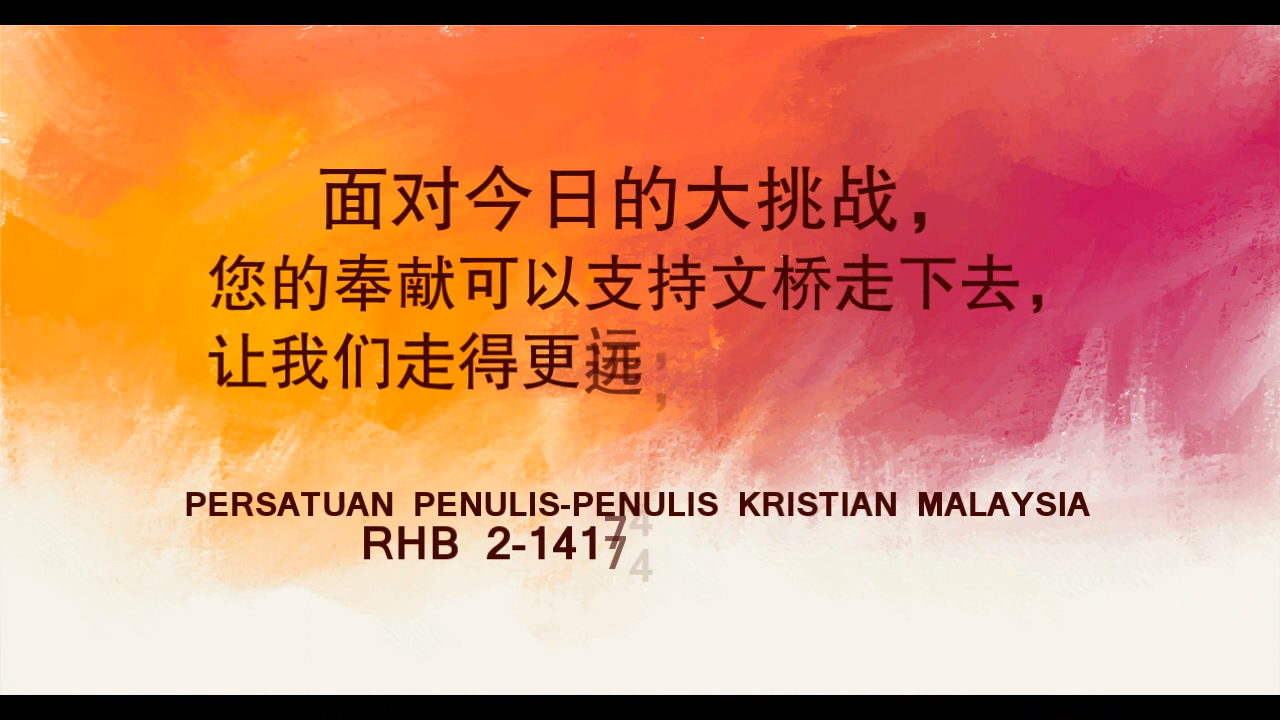 面对今日的大挑战，
您的奉献可以支持文桥走下去，
让我们走得更远，
PERSATUAN PENULIS-PENULIS KRISTIAN MALAYSIA
RHB 2-14174